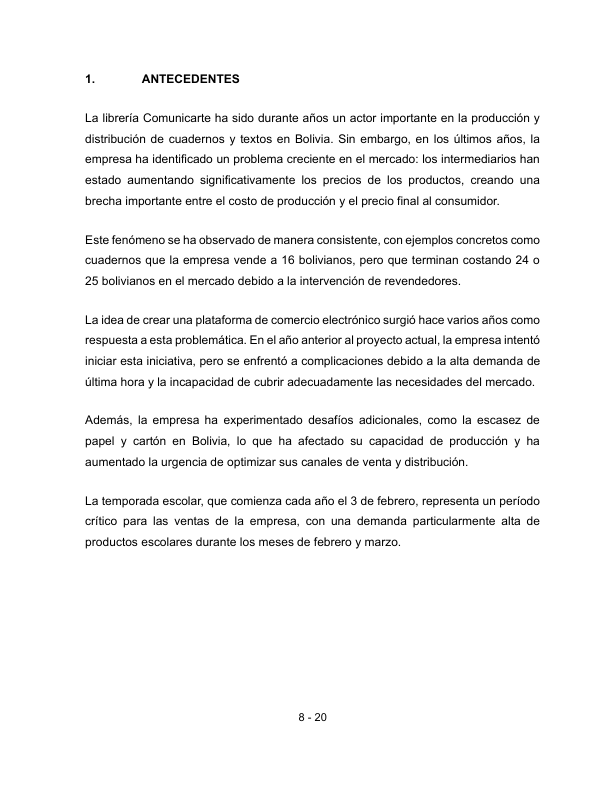 1. ANTECEDENTES
La librería Comunicarte ha sido durante años un actor importante en la producción y
distribución de cuadernos y textos en Bolivia. Sin embargo, en los últimos años, la
empresa ha identificado un problema creciente en el mercado: los intermediarios han
estado aumentando significativamente los precios de los productos, creando una
brecha importante entre el costo de producción y el precio final al consumidor.
Este fenómeno se ha observado de manera consistente, con ejemplos concretos como
cuadernos que la empresa vende a 16 bolivianos, pero que terminan costando 24 o
25 bolivianos en el mercado debido a la intervención de revendedores.
La idea de crear una plataforma de comercio electrónico surgió hace varios años como
respuesta a esta problemática. En el año anterior al proyecto actual, la empresa intentó
iniciar esta iniciativa, pero se enfrentó a complicaciones debido a la alta demanda de
última hora y la incapacidad de cubrir adecuadamente las necesidades del mercado.
Además, la empresa ha experimentado desafíos adicionales, como la escasez de
papel y cartón en Bolivia, lo que ha afectado su capacidad de producción y ha
aumentado la urgencia de optimizar sus canales de venta y distribución.
La temporada escolar, que comienza cada año el 3 de febrero, representa un período
crítico para las ventas de la empresa, con una demanda particularmente alta de
productos escolares durante los meses de febrero y marzo.
8 - 20